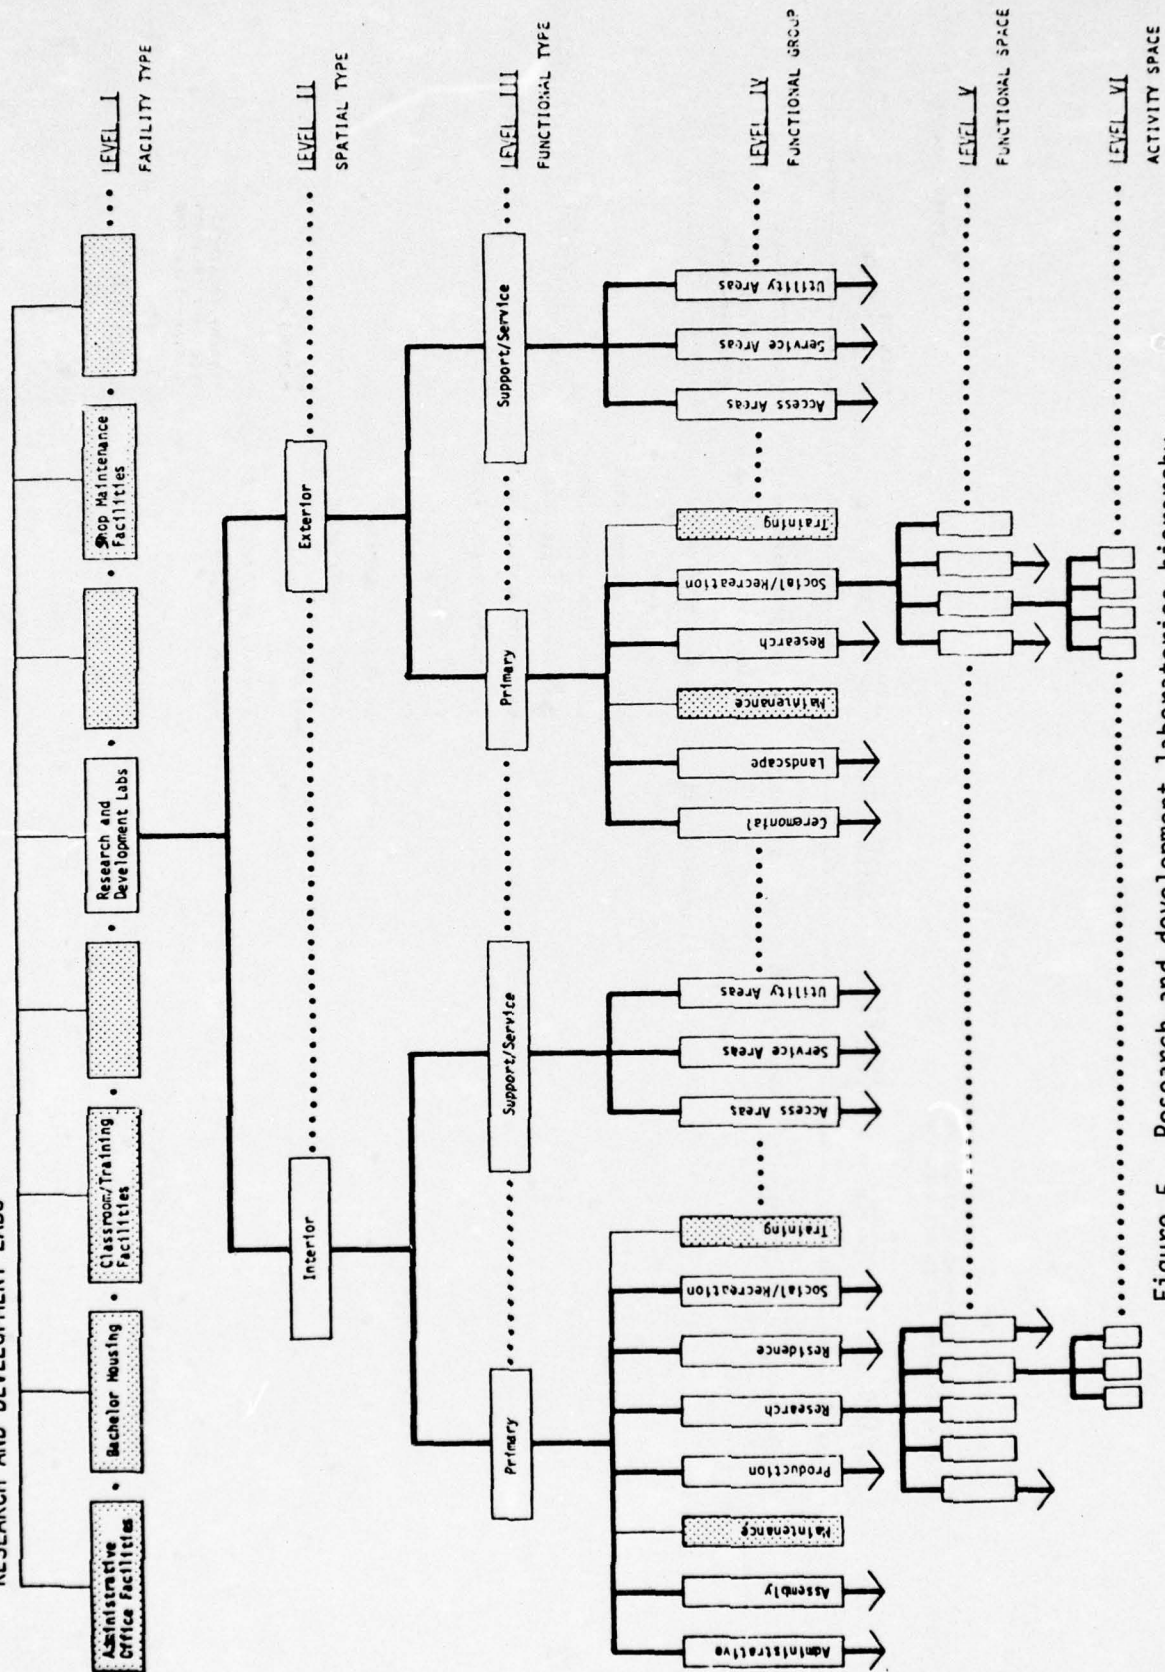 RESEARCH AND DEVELOPMENT LABS
LEVEL I
FACILITY TYPE
Administrative
Office Facilities
Bachelor Housing
Classroom/Training
Facilities
Research and
Development Labs
Shop Maintenance
Facilities
LEVEL II
SPATIAL TYPE
Interior
Exterior
LEVEL III
FUNCTIONAL TYPE
Primary
Support/Service
Primary
Support/Service
LEVEL IV
FUNCTIONAL GROUP
Administrative
Assembly
Maintenance
Production
Research
Residence
Social/Recreation
Training
Access Areas
Service Areas
Utility Areas
Ceremonial
Landscape
Maintenance
Research
Social/Recreation
Training
Access Areas
Service Areas
Utility Areas
LEVEL V
FUNCTIONAL SPACE
LEVEL VI
ACTIVITY SPACE
Figure 5. Research and development laboratories hierarchy